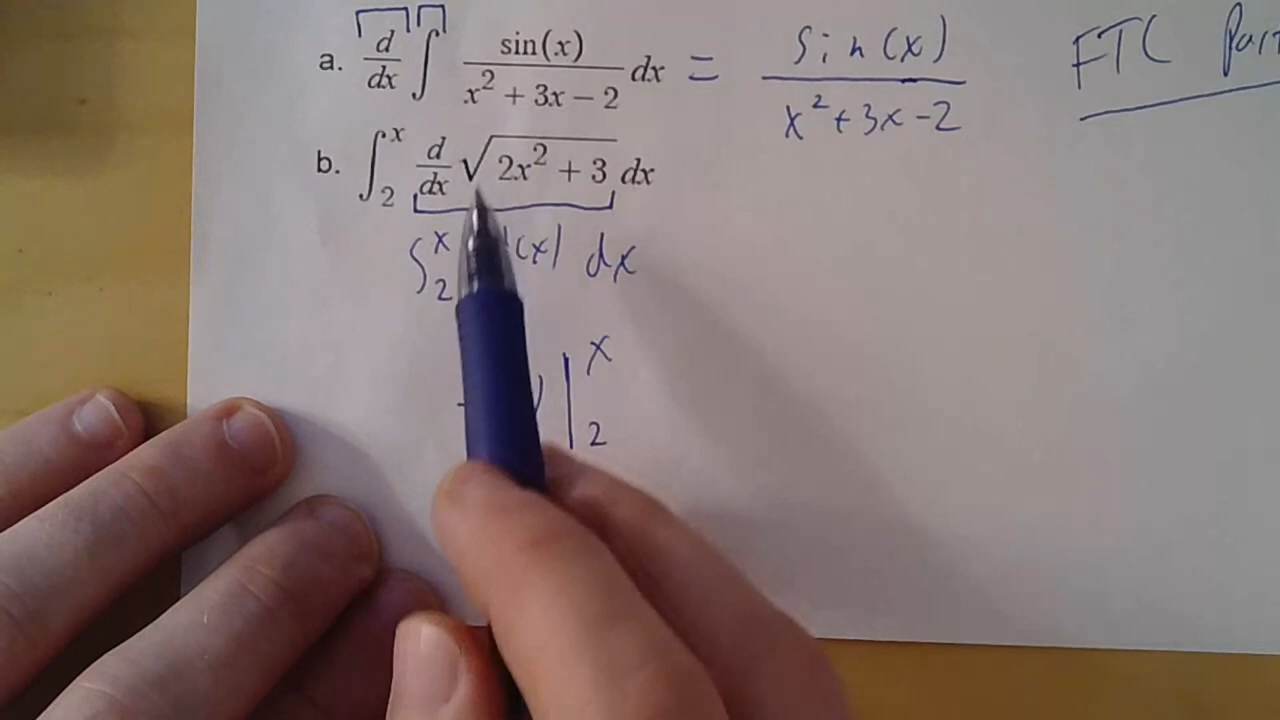 a. d/dx ∫ sin(x)/(x² + 3x − 2) dx = sin(x)/(x² + 3x − 2) FTC
b. ∫₂ˣ d/dx √(2x² + 3) dx
∫₂ˣ (x) dx
|₂ˣ